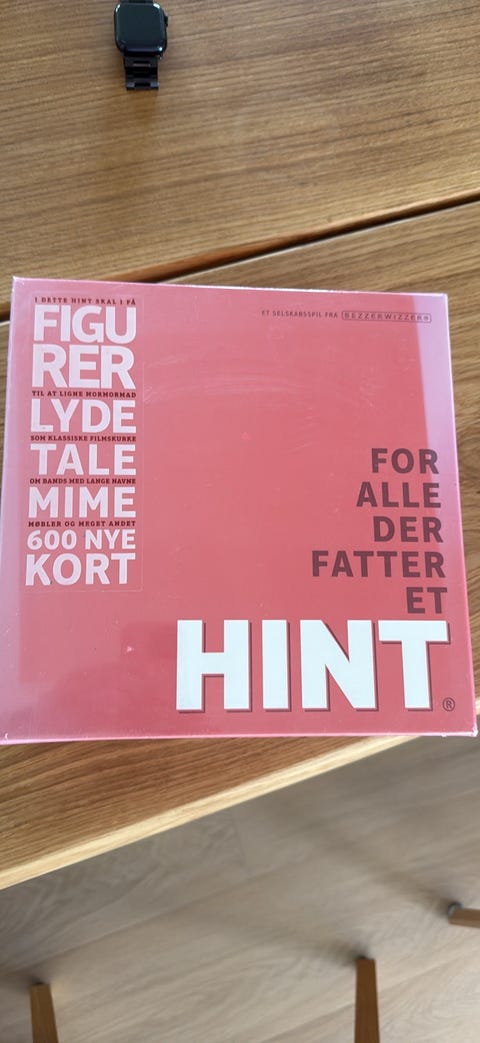 I DETTE HINT SKAL I PÅ
FIGU
RER
TIL AT LIGNE MORMORMAD
LYDE
SOM KLASSISKE FILMSKURKE
TALE
OM BANDS MED LANGE NAVNE
MIME
MØBLER OG MEGET ANDET
600 NYE
KORT
ET SELSKABSSPIL FRA BEZZERWIZZER®
FOR
ALLE
DER
FATTER
ET
HINT®